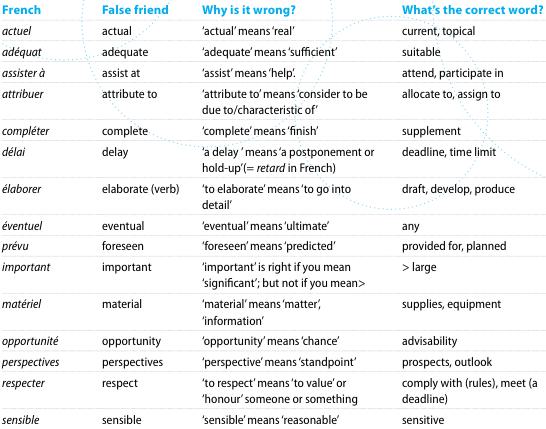 French False friend Why is it wrong? What's the correct word?
actuel actual 'actual' means 'real' current, topical
adéquat adequate 'adequate' means 'sufficient' suitable
assister à assist at 'assist' means 'help'. attend, participate in
attribuer attribute to 'attribute to' means 'consider to be allocate to, assign to
due to/characteristic of'
compléter complete 'complete' means 'finish' supplement
délai delay 'a delay ' means 'a postponement or deadline, time limit
hold-up'(= retard in French)
élaborer elaborate (verb) 'to elaborate' means 'to go into draft, develop, produce
detail'
éventuel eventual 'eventual' means 'ultimate' any
prévu foreseen 'foreseen' means 'predicted' provided for, planned
important important 'important' is right if you mean > large
'significant'; but not if you mean>
matériel material 'material' means 'matter', supplies, equipment
'information'
opportunité opportunity 'opportunity' means 'chance' advisability
perspectives perspectives 'perspective' means 'standpoint' prospects, outlook
respecter respect 'to respect' means 'to value' or comply with (rules), meet (a
'honour' someone or something deadline)
sensible sensible 'sensible' means 'reasonable' sensitive